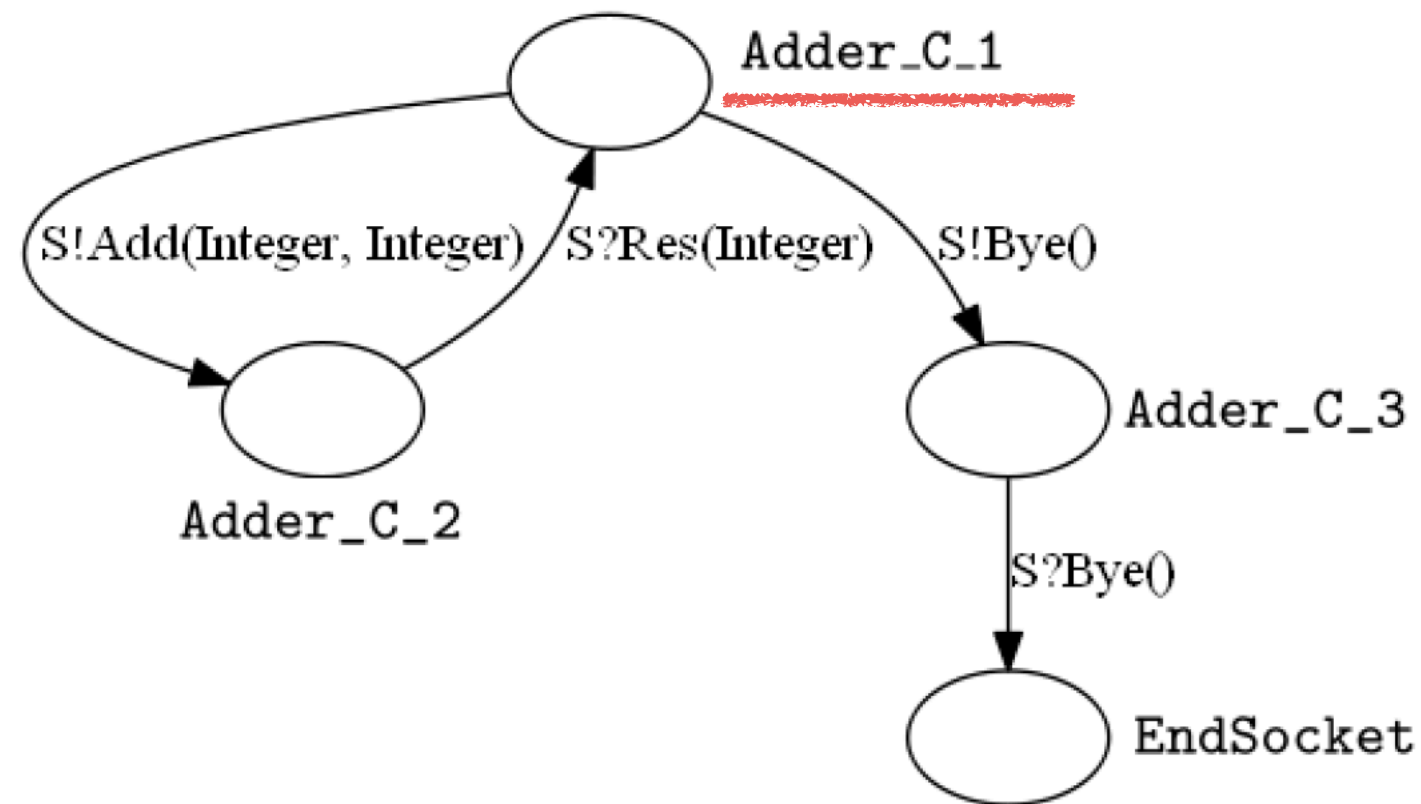 Adder_C_1
S!Add(Integer, Integer)
S?Res(Integer)
S!Bye()
Adder_C_2
Adder_C_3
S?Bye()
EndSocket